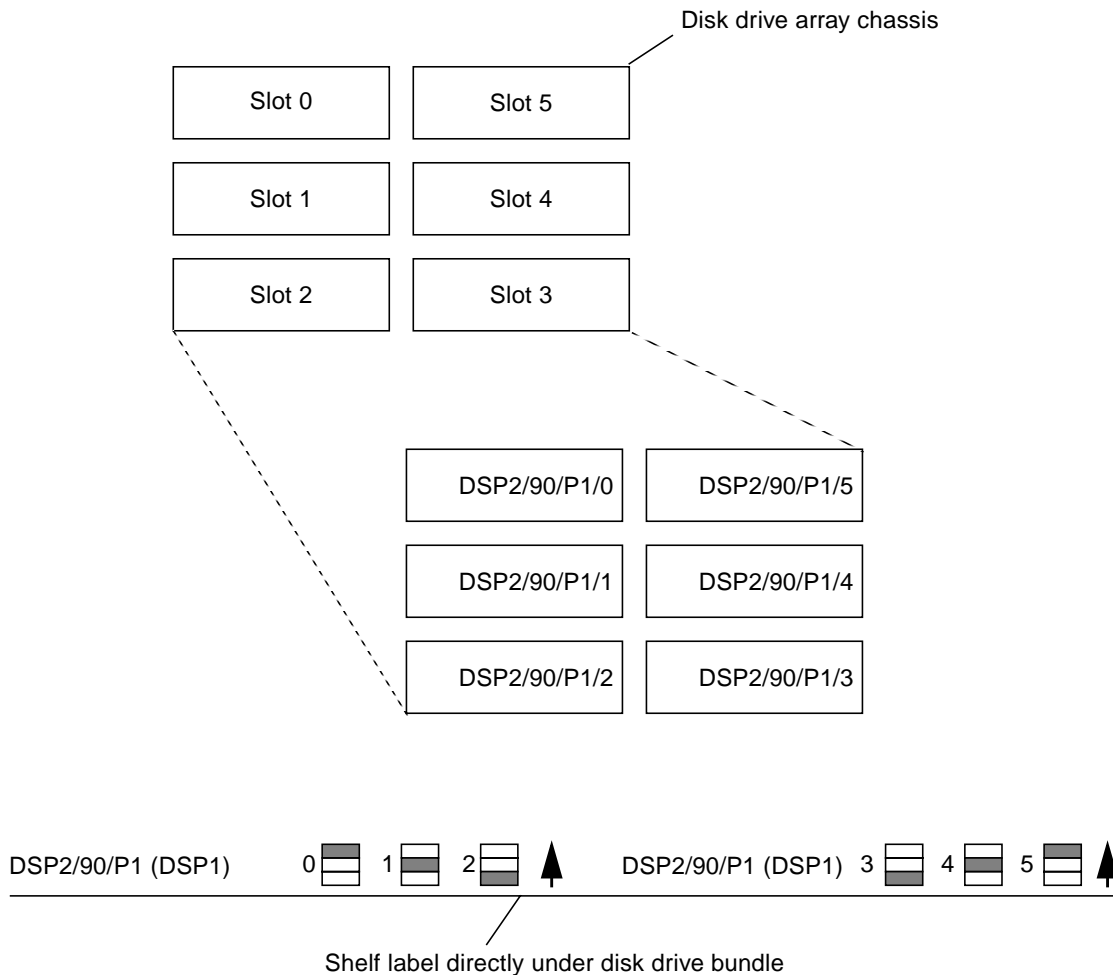 Disk drive array chassis
Slot 0 Slot 5
Slot 1 Slot 4
Slot 2 Slot 3
DSP2/90/P1/0 DSP2/90/P1/5
DSP2/90/P1/1 DSP2/90/P1/4
DSP2/90/P1/2 DSP2/90/P1/3
DSP2/90/P1 (DSP1) 0 1 2 DSP2/90/P1 (DSP1) 3 4 5
Shelf label directly under disk drive bundle